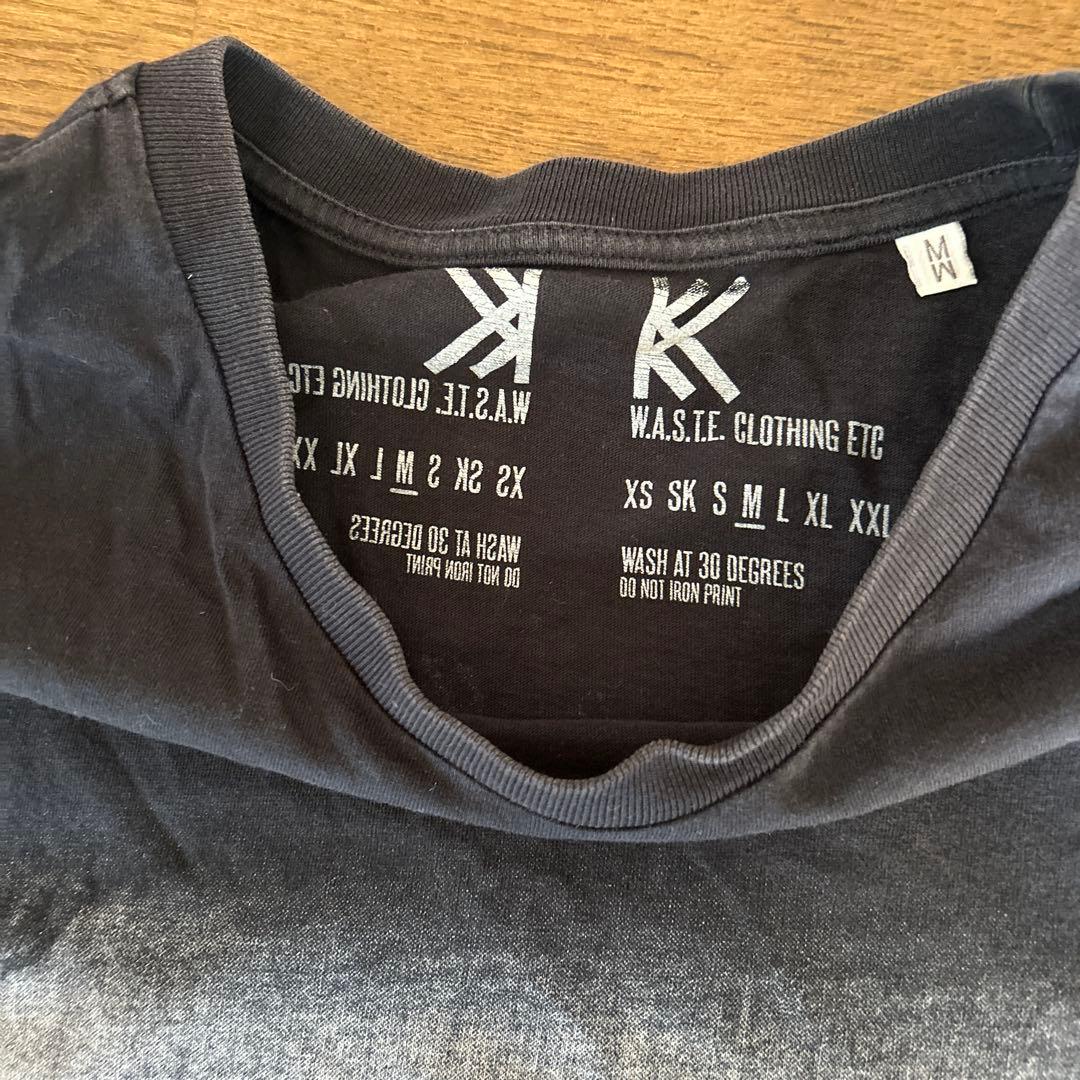 M
M
W.A.S.T.E. CLOTHING ETC
XS SK S M L XL X
WASH AT 30 DEGREES
DO NOT IRON PRINT
W.A.S.T.E. CLOTHING ETC
XS SK S M L XL XXL
WASH AT 30 DEGREES
DO NOT IRON PRINT